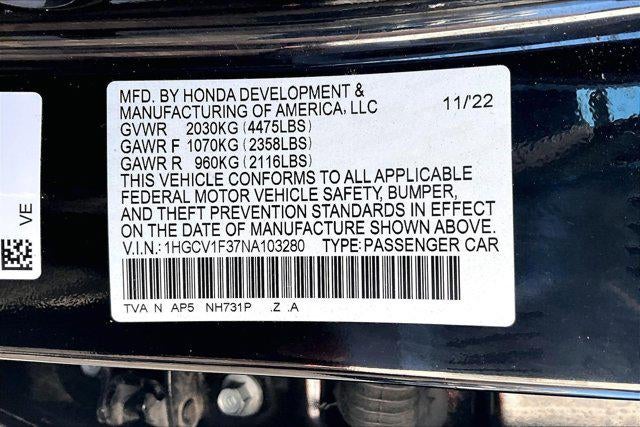 MFD. BY HONDA DEVELOPMENT &
MANUFACTURING OF AMERICA, LLC 11/'22
GVWR 2030KG (4475LBS)
GAWR F 1070KG (2358LBS)
GAWR R 960KG (2116LBS)
THIS VEHICLE CONFORMS TO ALL APPLICABLE
FEDERAL MOTOR VEHICLE SAFETY, BUMPER,
AND THEFT PREVENTION STANDARDS IN EFFECT
ON THE DATE OF MANUFACTURE SHOWN ABOVE.
V.I.N.: 1HGCV1F37NA103280 TYPE: PASSENGER CAR
TVA N AP5 NH731P .Z .A
VE